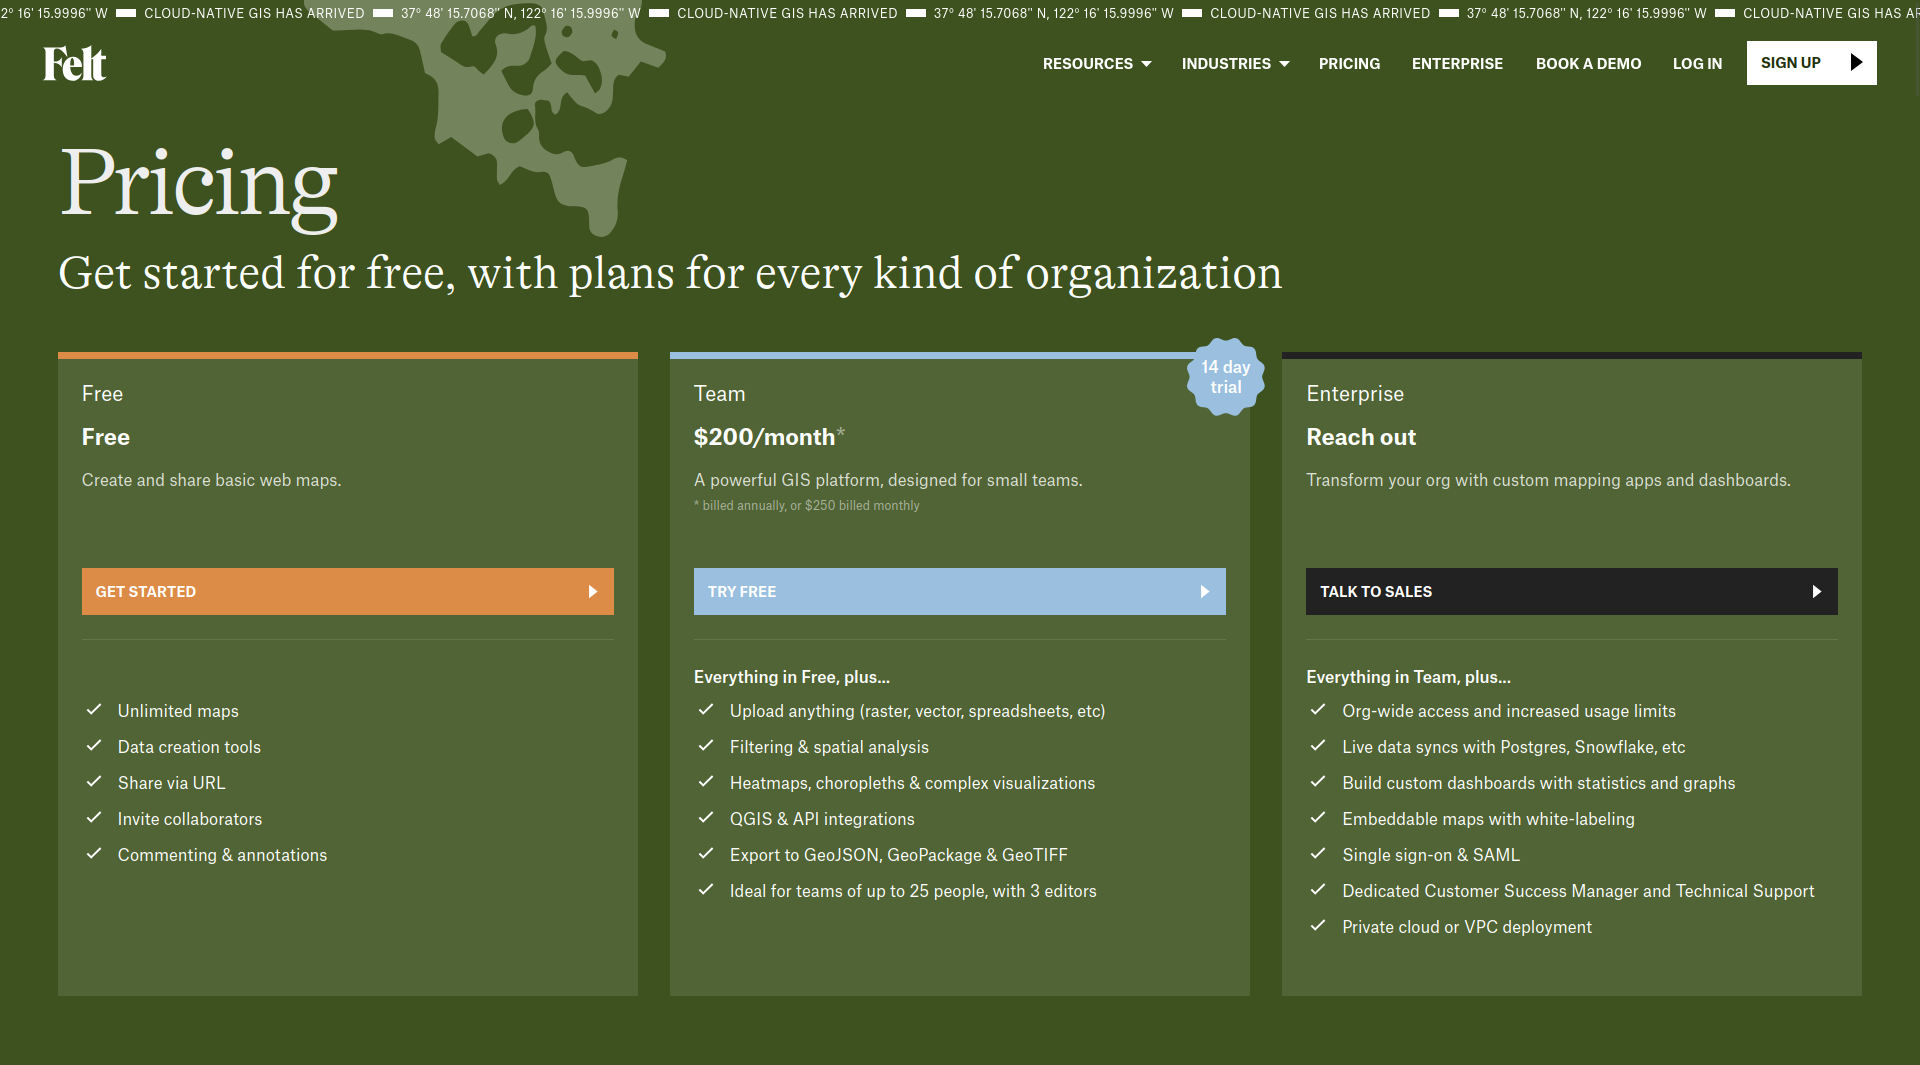 2° 16' 15.9996" W CLOUD-NATIVE GIS HAS ARRIVED 37° 48' 15.7068" N, 122° 16' 15.9996" W CLOUD-NATIVE GIS HAS ARRIVED 37° 48' 15.7068" N, 122° 16' 15.9996" W CLOUD-NATIVE GIS HAS ARRIVED 37° 48' 15.7068" N, 122° 16' 15.9996" W CLOUD-NATIVE GIS HAS AR
Felt
RESOURCES INDUSTRIES PRICING ENTERPRISE BOOK A DEMO LOG IN SIGN UP
Pricing
Get started for free, with plans for every kind of organization
Free
Free
Create and share basic web maps.
GET STARTED
Unlimited maps
Data creation tools
Share via URL
Invite collaborators
Commenting & annotations
14 day
trial
Team
$200/month*
A powerful GIS platform, designed for small teams.
* billed annually, or $250 billed monthly
TRY FREE
Everything in Free, plus...
Upload anything (raster, vector, spreadsheets, etc)
Filtering & spatial analysis
Heatmaps, choropleths & complex visualizations
QGIS & API integrations
Export to GeoJSON, GeoPackage & GeoTIFF
Ideal for teams of up to 25 people, with 3 editors
Enterprise
Reach out
Transform your org with custom mapping apps and dashboards.
TALK TO SALES
Everything in Team, plus...
Org-wide access and increased usage limits
Live data syncs with Postgres, Snowflake, etc
Build custom dashboards with statistics and graphs
Embeddable maps with white-labeling
Single sign-on & SAML
Dedicated Customer Success Manager and Technical Support
Private cloud or VPC deployment